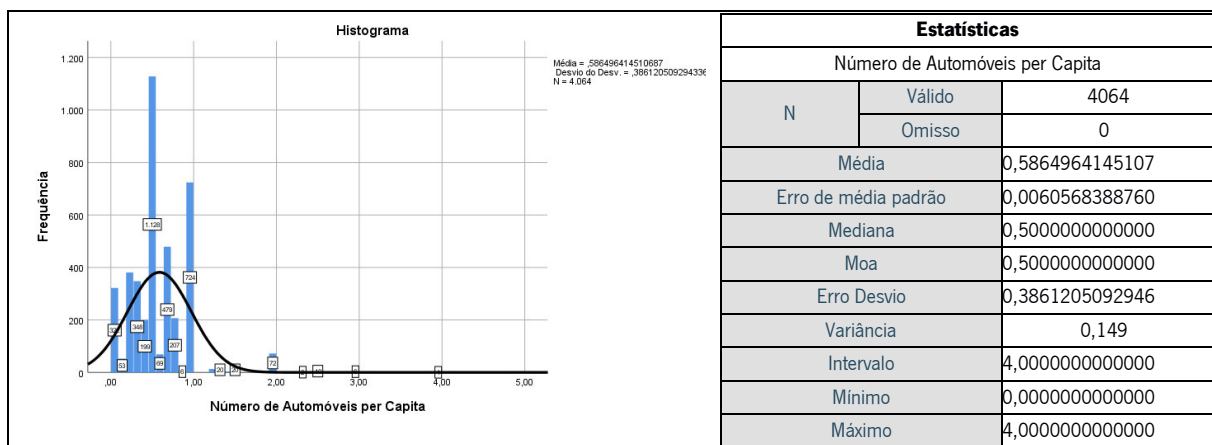 Histograma
Média = ,586496414510687
Desvio do Desv. = ,386120509294336
N = 4.064
Frequência
1.200
1.000
800
600
400
200
0
1.128
724
479
348
207
199
69
53
72
20
,00
1,00
2,00
3,00
4,00
5,00
Número de Automóveis per Capita
Estatísticas
Número de Automóveis per Capita
N
Válido
4064
Omisso
0
Média
0,5864964145107
Erro de média padrão
0,0060568388760
Mediana
0,5000000000000
Moa
0,5000000000000
Erro Desvio
0,3861205092946
Variância
0,149
Intervalo
4,0000000000000
Mínimo
0,0000000000000
Máximo
4,0000000000000